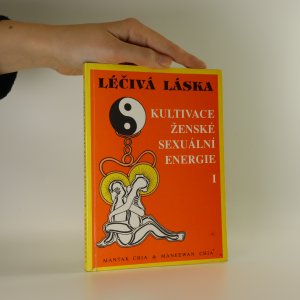 LÉČIVÁ LÁSKA
KULTIVACE
ŽENSKÉ
SEXUÁLNÍ
ENERGIE
1
MANTAK CHIA & MANEEWAN CHIA